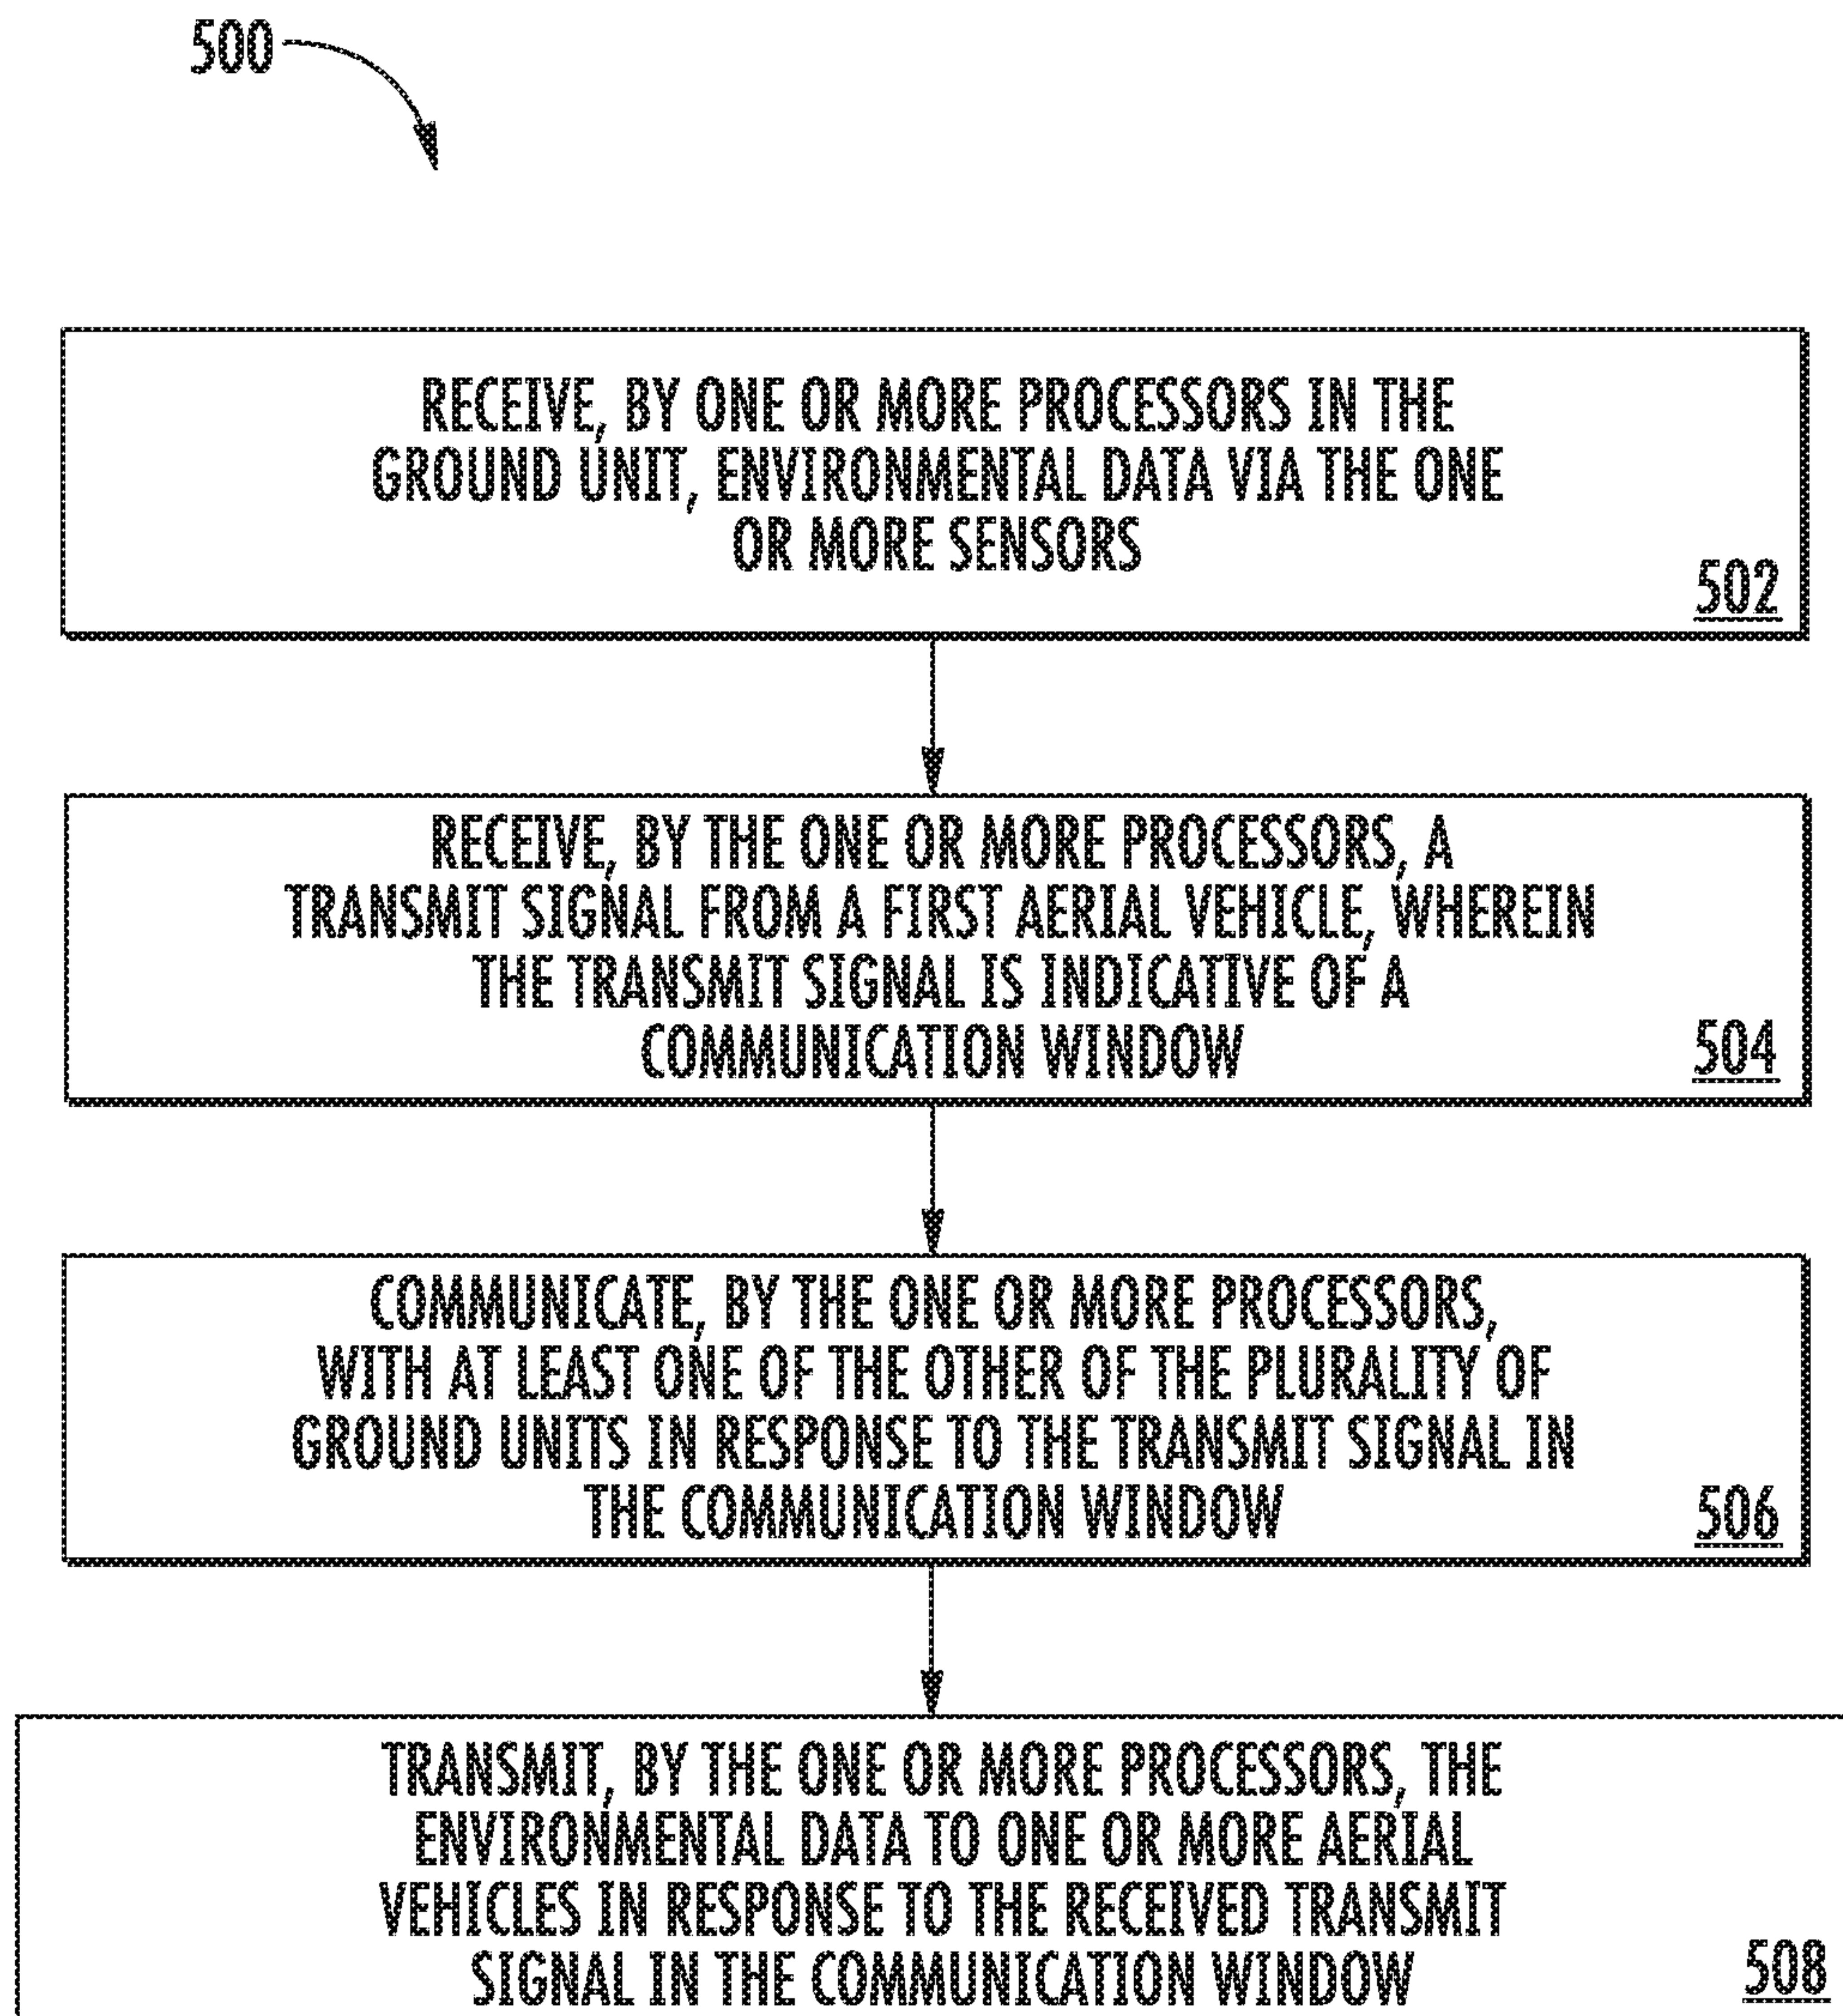 500
RECEIVE, BY ONE OR MORE PROCESSORS IN THE
GROUND UNIT, ENVIRONMENTAL DATA VIA THE ONE
OR MORE SENSORS
502
RECEIVE, BY THE ONE OR MORE PROCESSORS, A
TRANSMIT SIGNAL FROM A FIRST AERIAL VEHICLE, WHEREIN
THE TRANSMIT SIGNAL IS INDICATIVE OF A
COMMUNICATION WINDOW
504
COMMUNICATE, BY THE ONE OR MORE PROCESSORS,
WITH AT LEAST ONE OF THE OTHER OF THE PLURALITY OF
GROUND UNITS IN RESPONSE TO THE TRANSMIT SIGNAL IN
THE COMMUNICATION WINDOW
506
TRANSMIT, BY THE ONE OR MORE PROCESSORS, THE
ENVIRONMENTAL DATA TO ONE OR MORE AERIAL
VEHICLES IN RESPONSE TO THE RECEIVED TRANSMIT
SIGNAL IN THE COMMUNICATION WINDOW
508